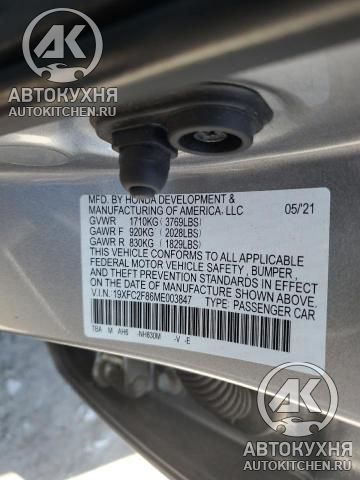 АК
АВТОКУХНЯ
AUTOKITCHEN.RU
MFD. BY HONDA DEVELOPMENT &
MANUFACTURING OF AMERICA, LLC 05/'21
GVWR 1710KG ( 3769LBS)
GAWR F 920KG ( 2028LBS)
GAWR R 830KG ( 1829LBS)
THIS VEHICLE CONFORMS TO ALL APPLICABLE
FEDERAL MOTOR VEHICLE SAFETY, BUMPER,
AND THEFT PREVENTION STANDARDS IN EFFECT
ON THE DATE OF MANUFACTURE SHOWN ABOVE.
V.I.N. 19XFC2F86ME003847 TYPE: PASSENGER CAR
TBA M AH6 -NH830M -V -E
АК
АВТОКУХНЯ
AUTOKITCHEN.RU